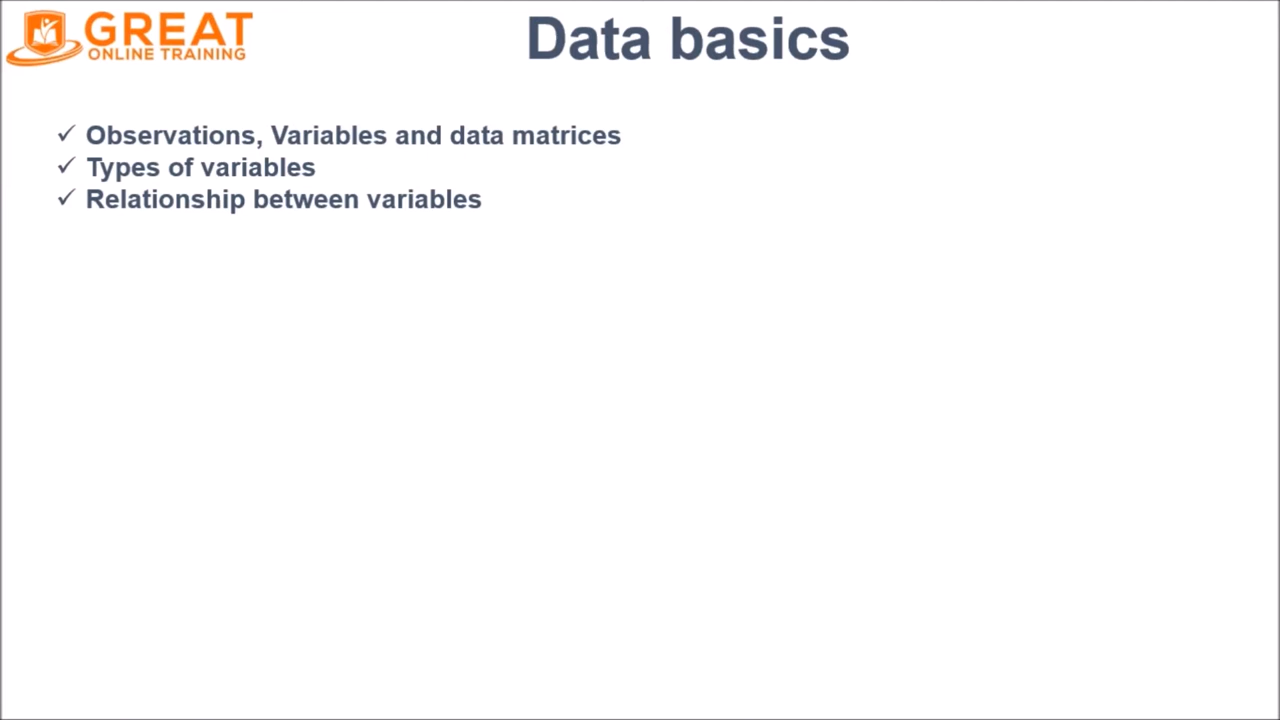 GREAT
ONLINE TRAINING
Data basics
✓ Observations, Variables and data matrices
✓ Types of variables
✓ Relationship between variables